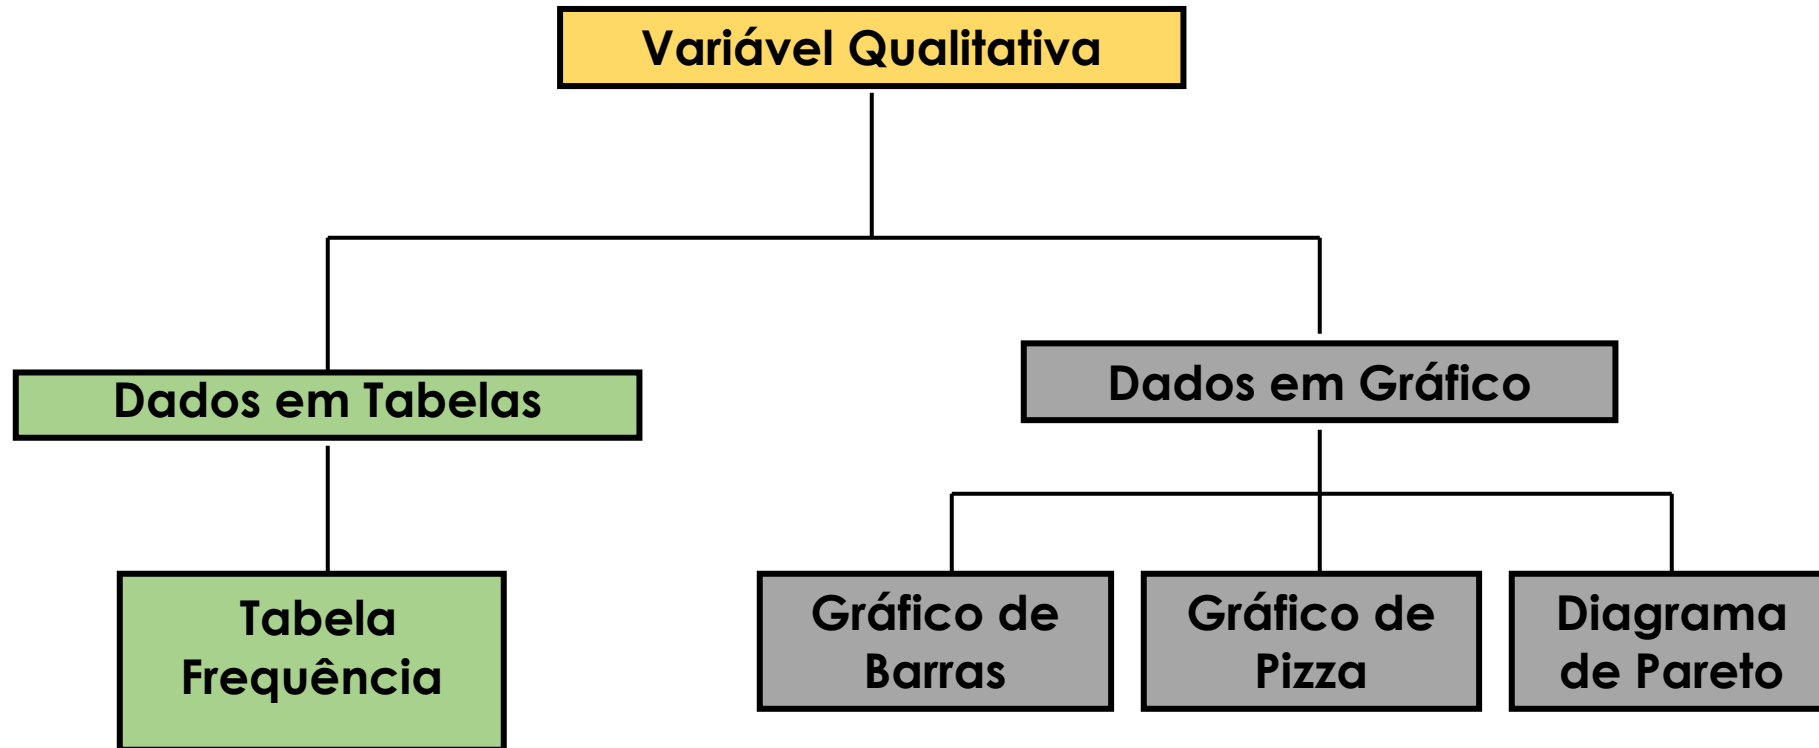 Variável Qualitativa
Dados em Tabelas
Dados em Gráfico
Tabela
Frequência
Gráfico de
Barras
Gráfico de
Pizza
Diagrama
de Pareto